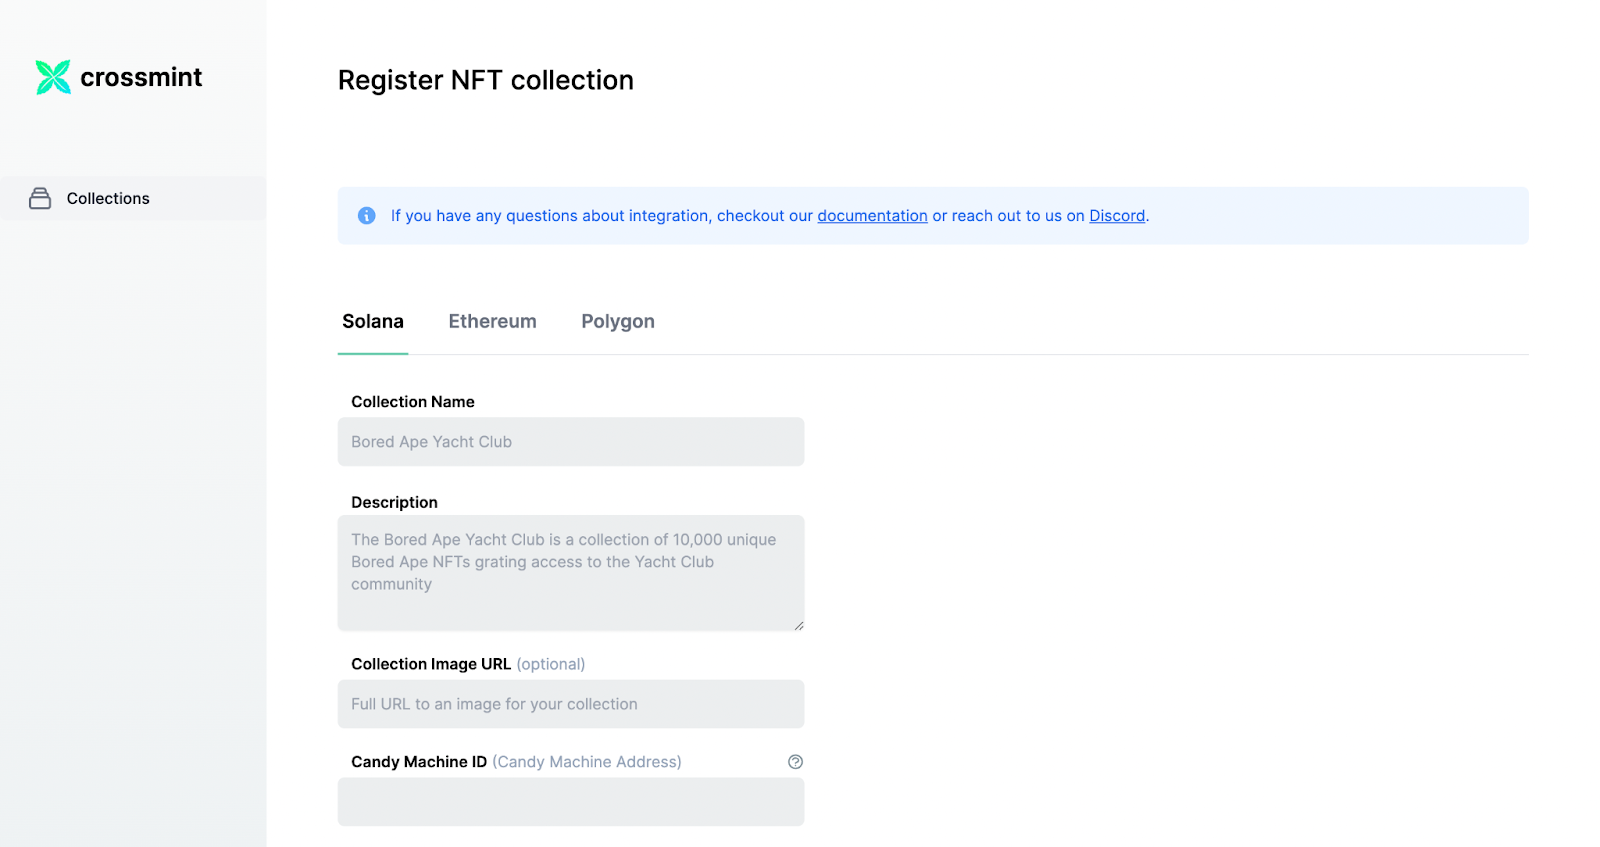 crossmint
Collections
Register NFT collection
If you have any questions about integration, checkout our documentation or reach out to us on Discord.
Solana Ethereum Polygon
Collection Name
Bored Ape Yacht Club
Description
The Bored Ape Yacht Club is a collection of 10,000 unique
Bored Ape NFTs grating access to the Yacht Club
community
Collection Image URL (optional)
Full URL to an image for your collection
Candy Machine ID (Candy Machine Address)